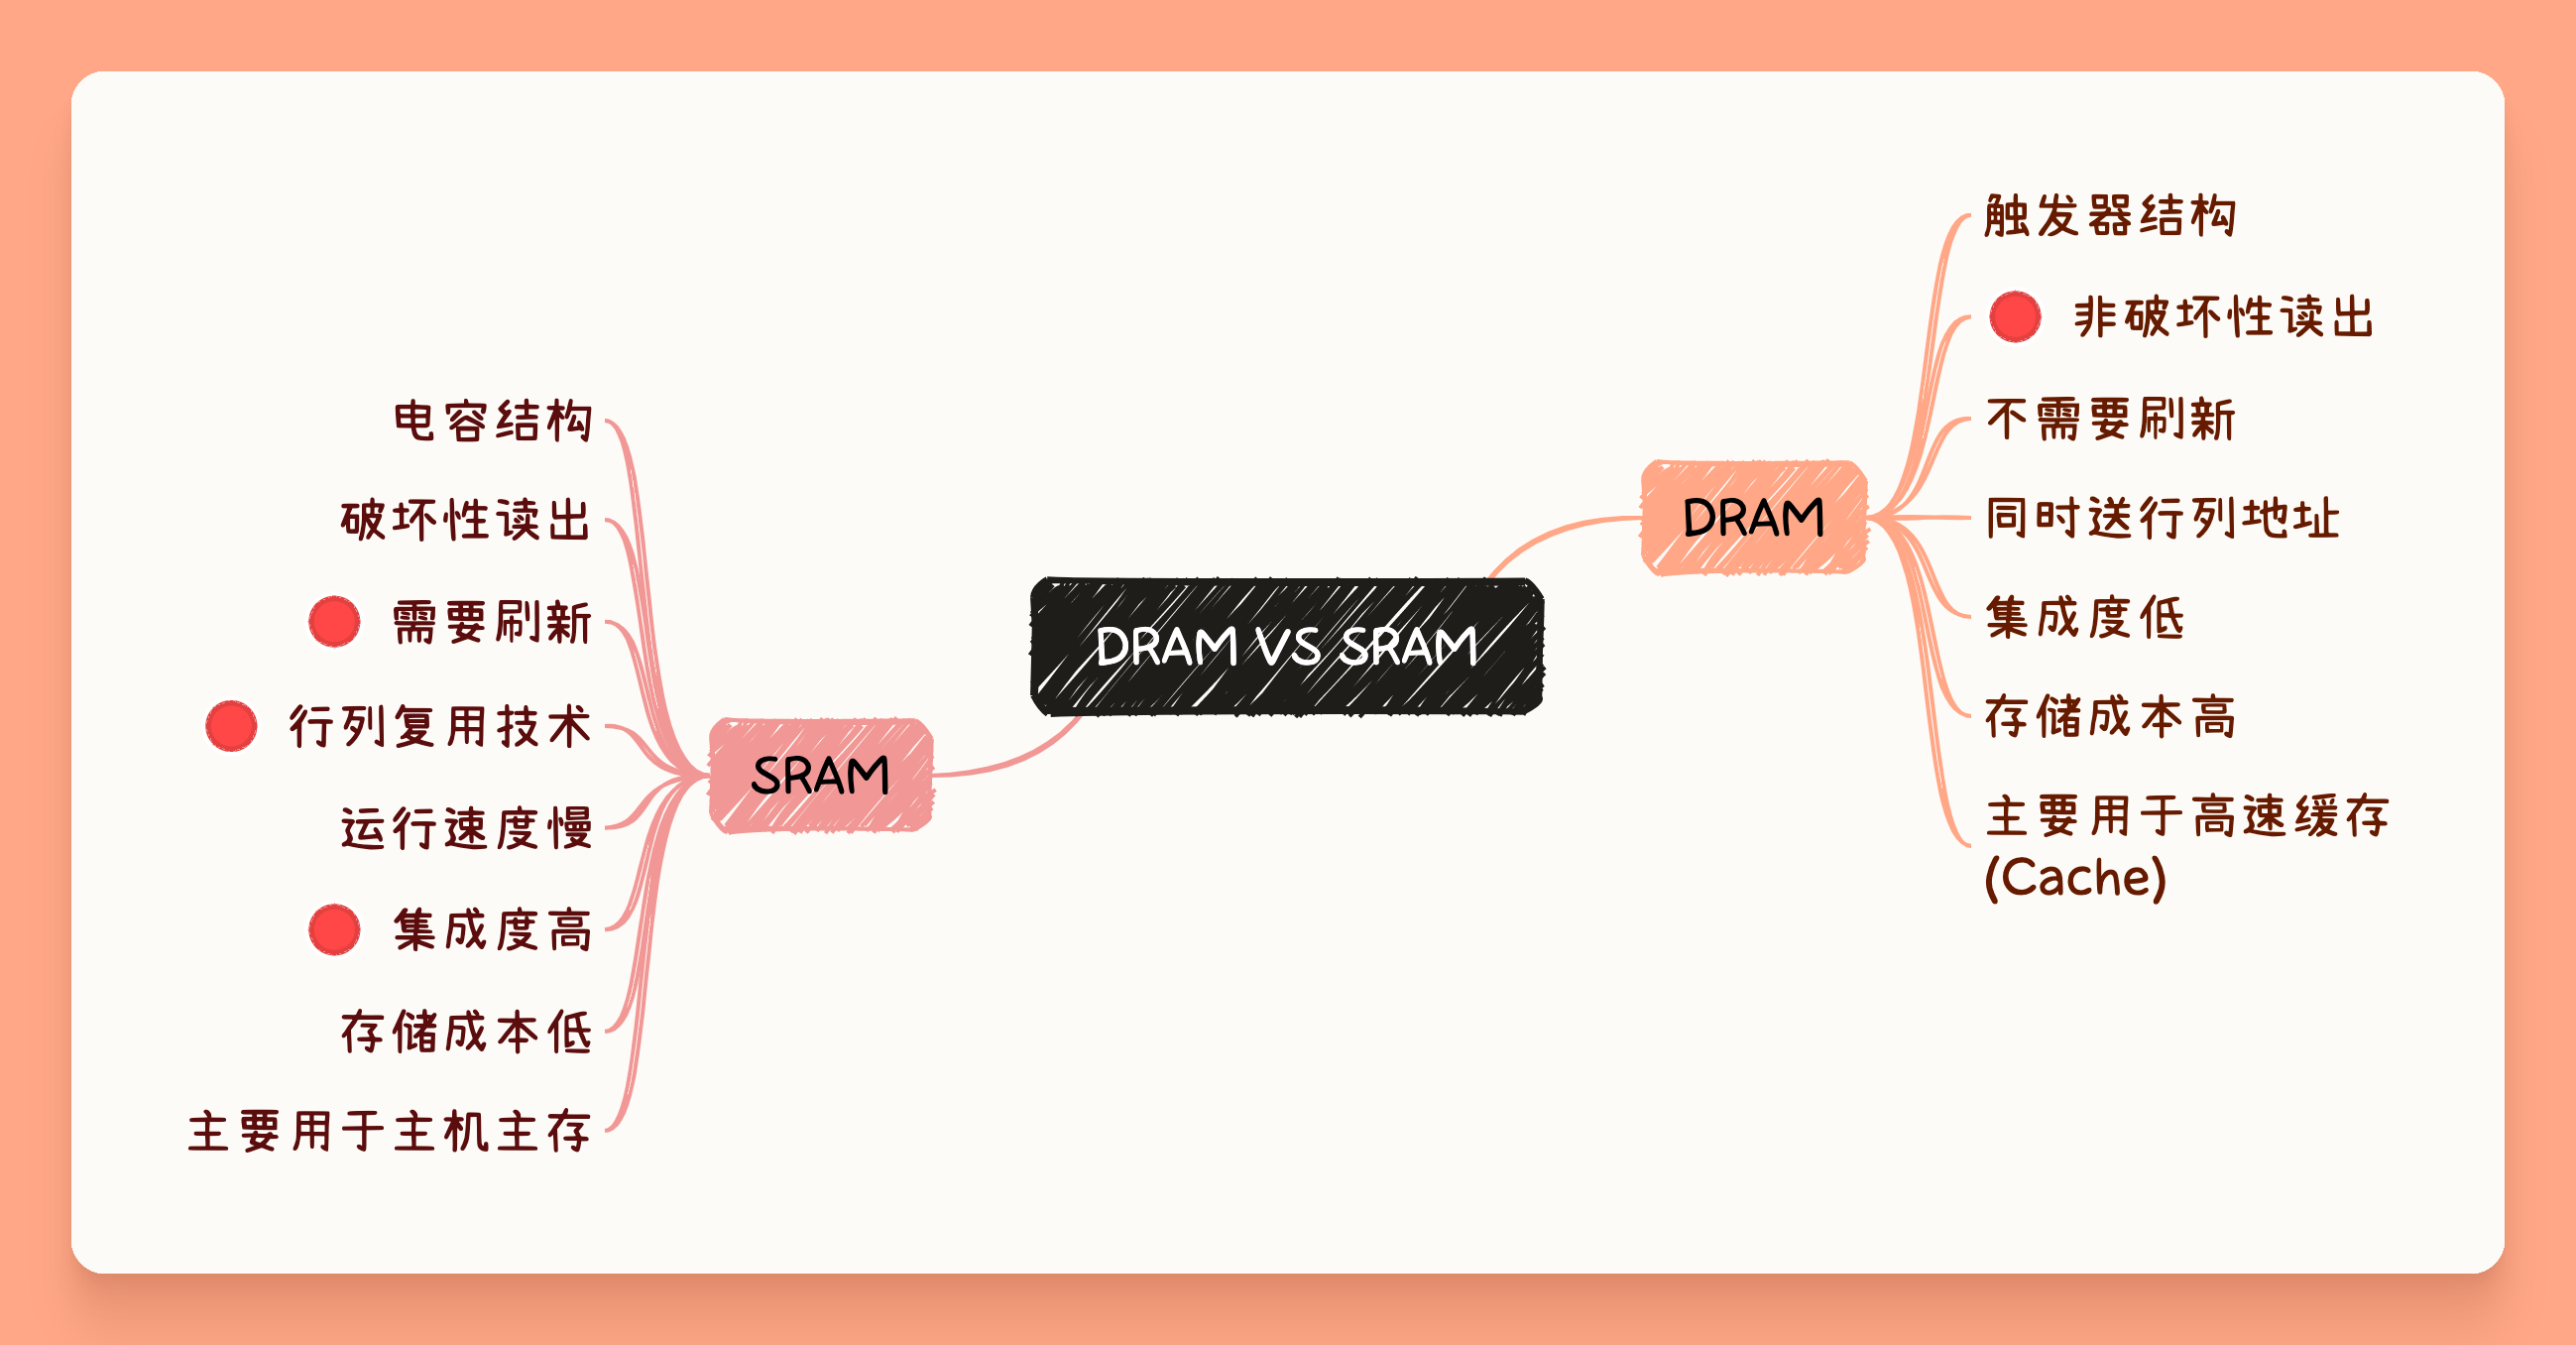 DRAM VS SRAM
DRAM
触发器结构
非破坏性读出
不需要刷新
同时送行列地址
集成度低
存储成本高
主要用于高速缓存
(Cache)
SRAM
电容结构
破坏性读出
需要刷新
行列复用技术
运行速度慢
集成度高
存储成本低
主要用于主机主存